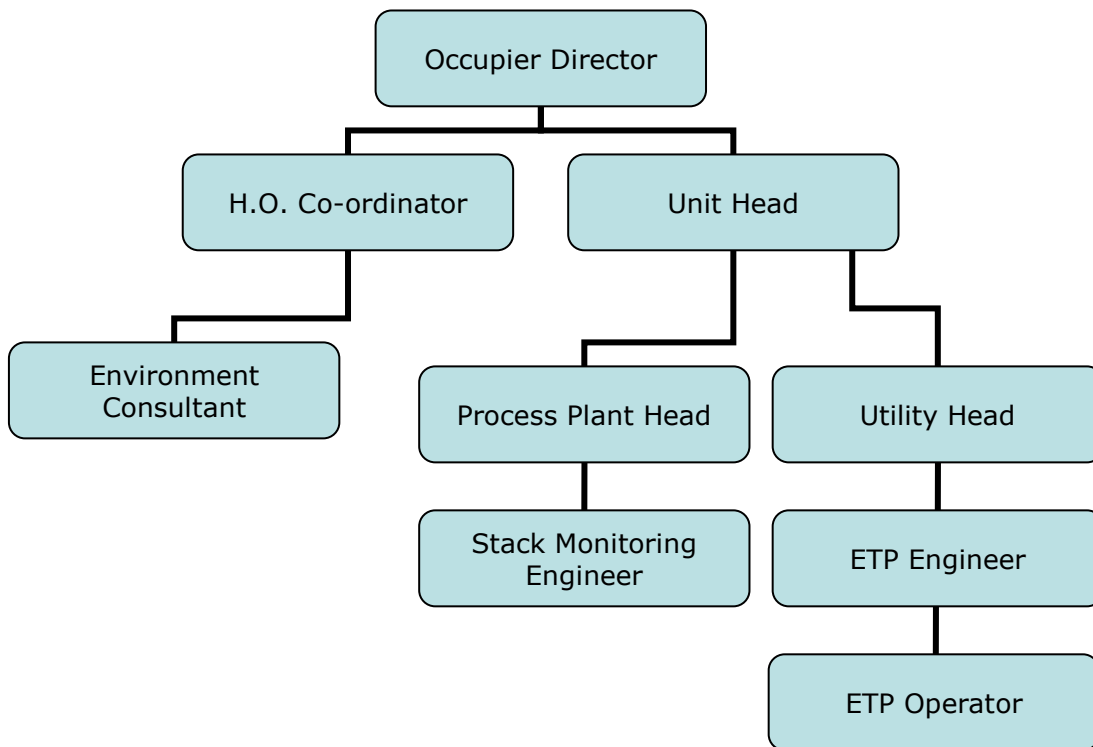 Occupier Director
H.O. Co-ordinator
Unit Head
Environment
Consultant
Process Plant Head
Utility Head
Stack Monitoring
Engineer
ETP Engineer
ETP Operator